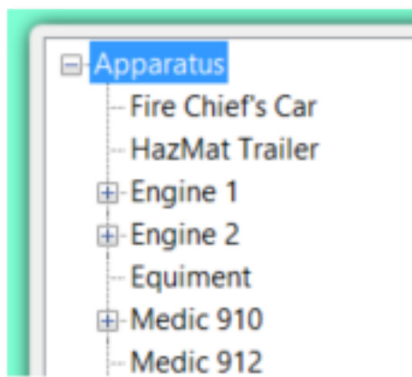 Apparatus
Fire Chief's Car
HazMat Trailer
Engine 1
Engine 2
Equiment
Medic 910
Medic 912